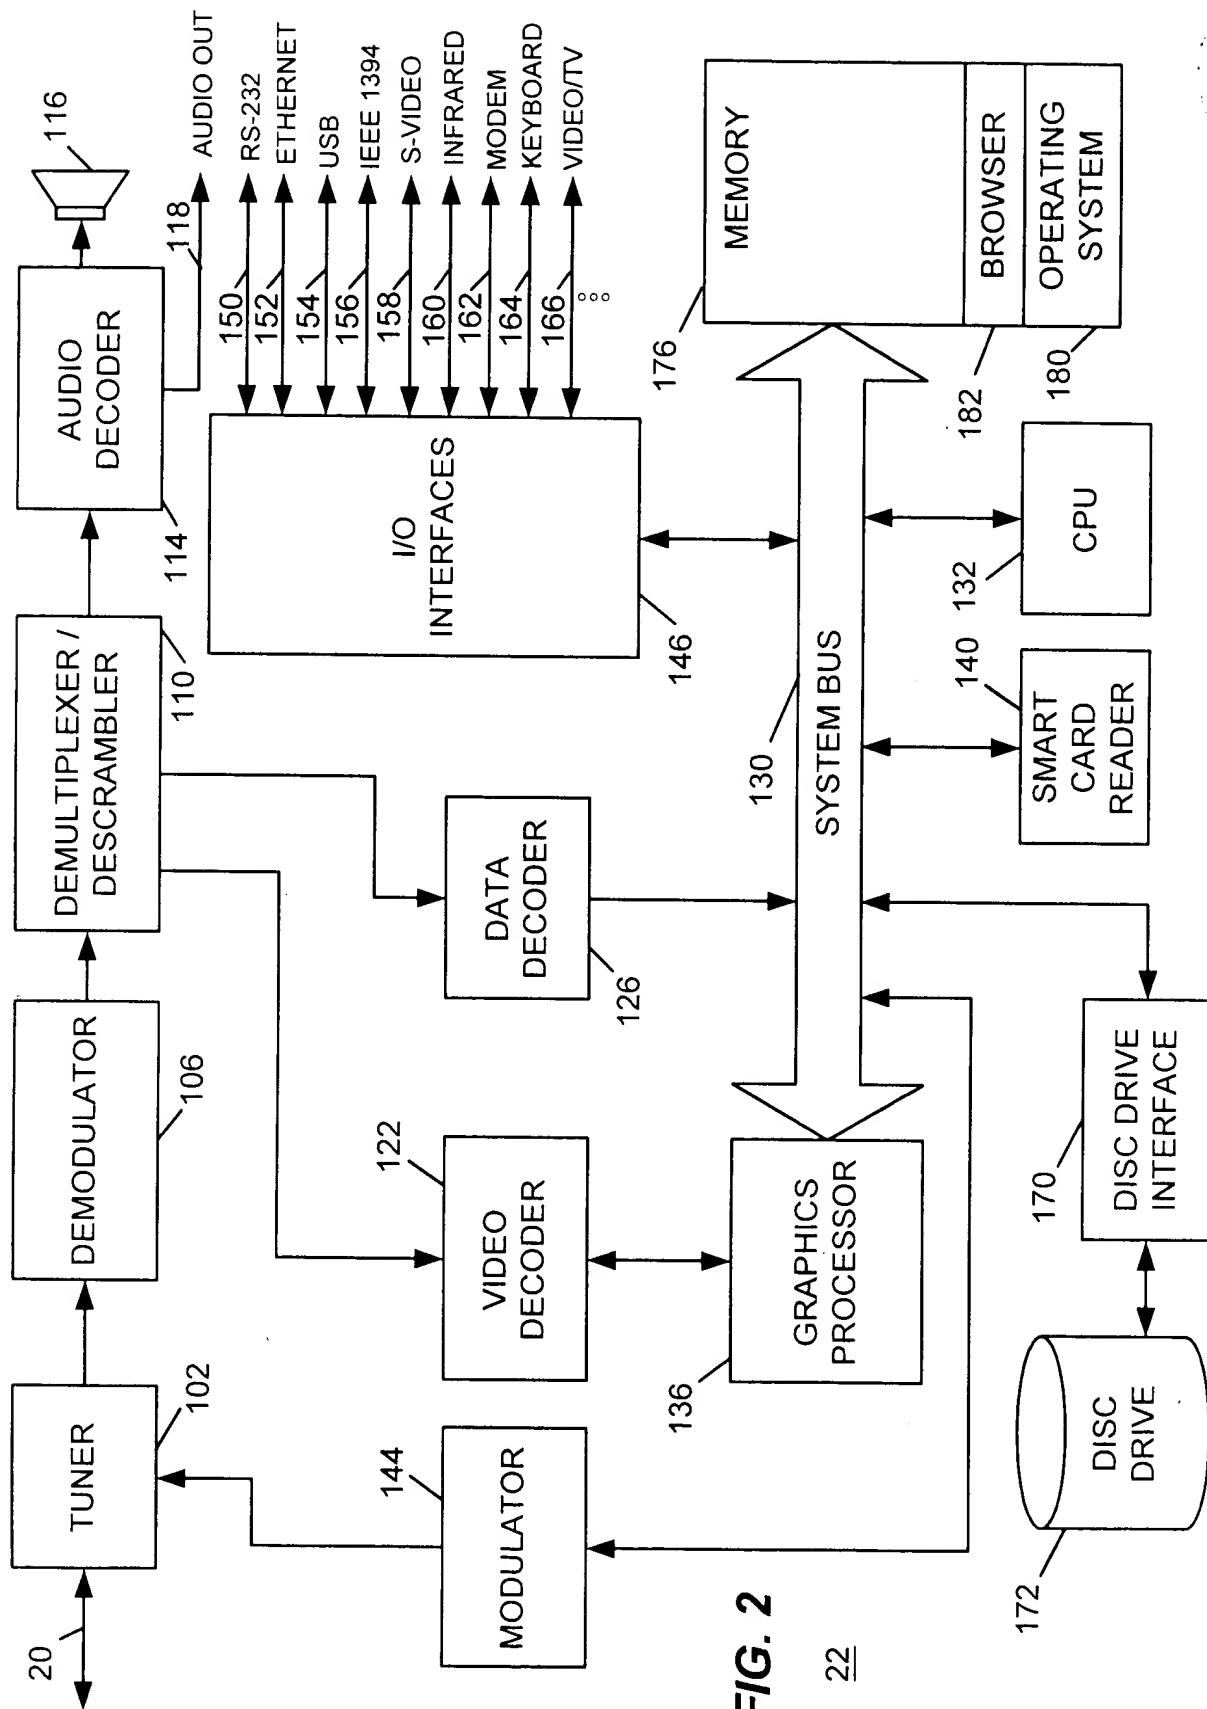 20
TUNER
102
DEMODULATOR
106
DEMULTIPLEXER /
DESCRAMBLER
110
AUDIO
DECODER
114
116
118
AUDIO OUT
150
RS-232
152
ETHERNET
154
USB
156
IEEE 1394
158
S-VIDEO
160
INFRARED
162
MODEM
164
KEYBOARD
166
VIDEO/TV
I/O
INTERFACES
146
144
MODULATOR
122
VIDEO
DECODER
DATA
DECODER
126
136
GRAPHICS
PROCESSOR
130
SYSTEM BUS
176
MEMORY
BROWSER
182
OPERATING
SYSTEM
180
172
DISC
DRIVE
170
DISC DRIVE
INTERFACE
140
SMART
CARD
READER
132
CPU
FIG. 2
22